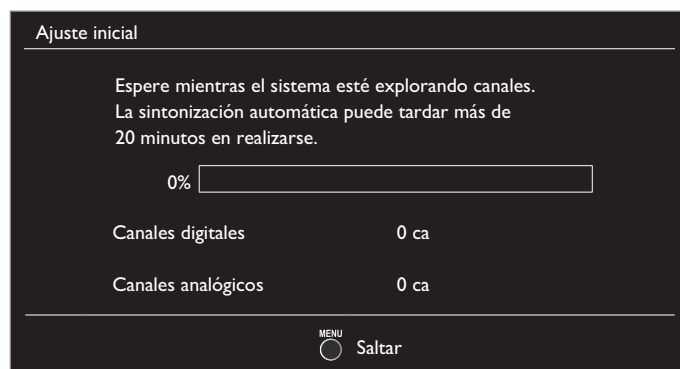 Ajuste inicial
Espere mientras el sistema esté explorando canales.
La sintonización automática puede tardar más de
20 minutos en realizarse.
0%
Canales digitales 0 ca
Canales analógicos 0 ca
MENU
Saltar